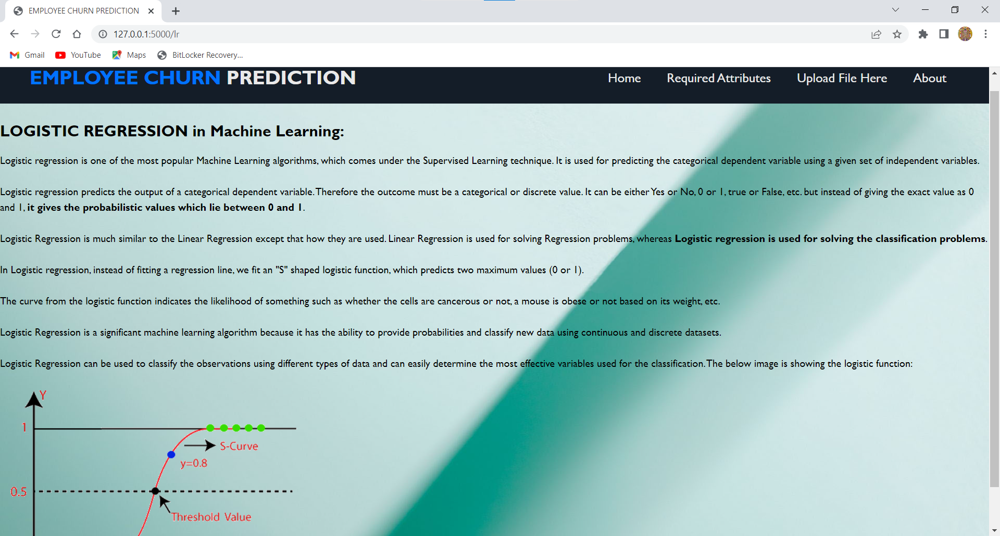 EMPLOYEE CHURN PREDICTION
127.0.0.1:5000/lr
Gmail YouTube Maps BitLocker Recovery...
EMPLOYEE CHURN PREDICTION Home Required Attributes Upload File Here About
LOGISTIC REGRESSION in Machine Learning:
Logistic regression is one of the most popular Machine Learning algorithms, which comes under the Supervised Learning technique. It is used for predicting the categorical dependent variable using a given set of independent variables.
Logistic regression predicts the output of a categorical dependent variable. Therefore the outcome must be a categorical or discrete value. It can be either Yes or No, 0 or 1, true or False, etc. but instead of giving the exact value as 0
and 1, it gives the probabilistic values which lie between 0 and 1.
Logistic Regression is much similar to the Linear Regression except that how they are used. Linear Regression is used for solving Regression problems, whereas Logistic regression is used for solving the classification problems.
In Logistic regression, instead of fitting a regression line, we fit an "S" shaped logistic function, which predicts two maximum values (0 or 1).
The curve from the logistic function indicates the likelihood of something such as whether the cells are cancerous or not, a mouse is obese or not based on its weight, etc.
Logistic Regression is a significant machine learning algorithm because it has the ability to provide probabilities and classify new data using continuous and discrete datasets.
Logistic Regression can be used to classify the observations using different types of data and can easily determine the most effective variables used for the classification. The below image is showing the logistic function:
Y
1
S-Curve
y=0.8
0.5
Threshold Value